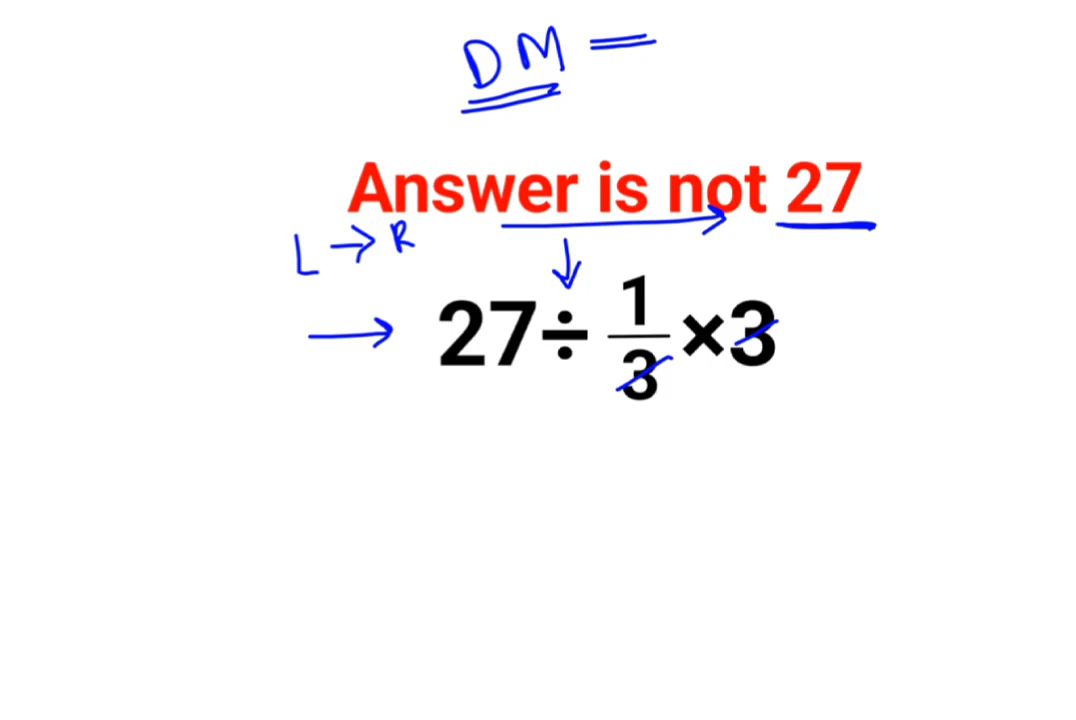 DM =
Answer is not 27
L → R
→ 27 ÷ 1/3 × 3